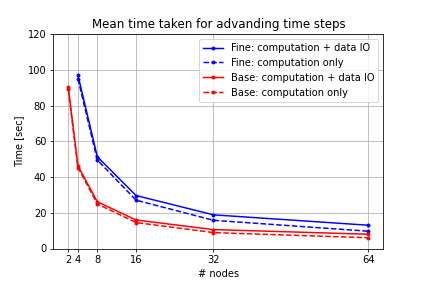 Mean time taken for advanding time steps
120
100
80
60
40
20
0
Time [sec]
Fine: computation + data IO
Fine: computation only
Base: computation + data IO
Base: computation only
2 4 8 16 32 64
# nodes